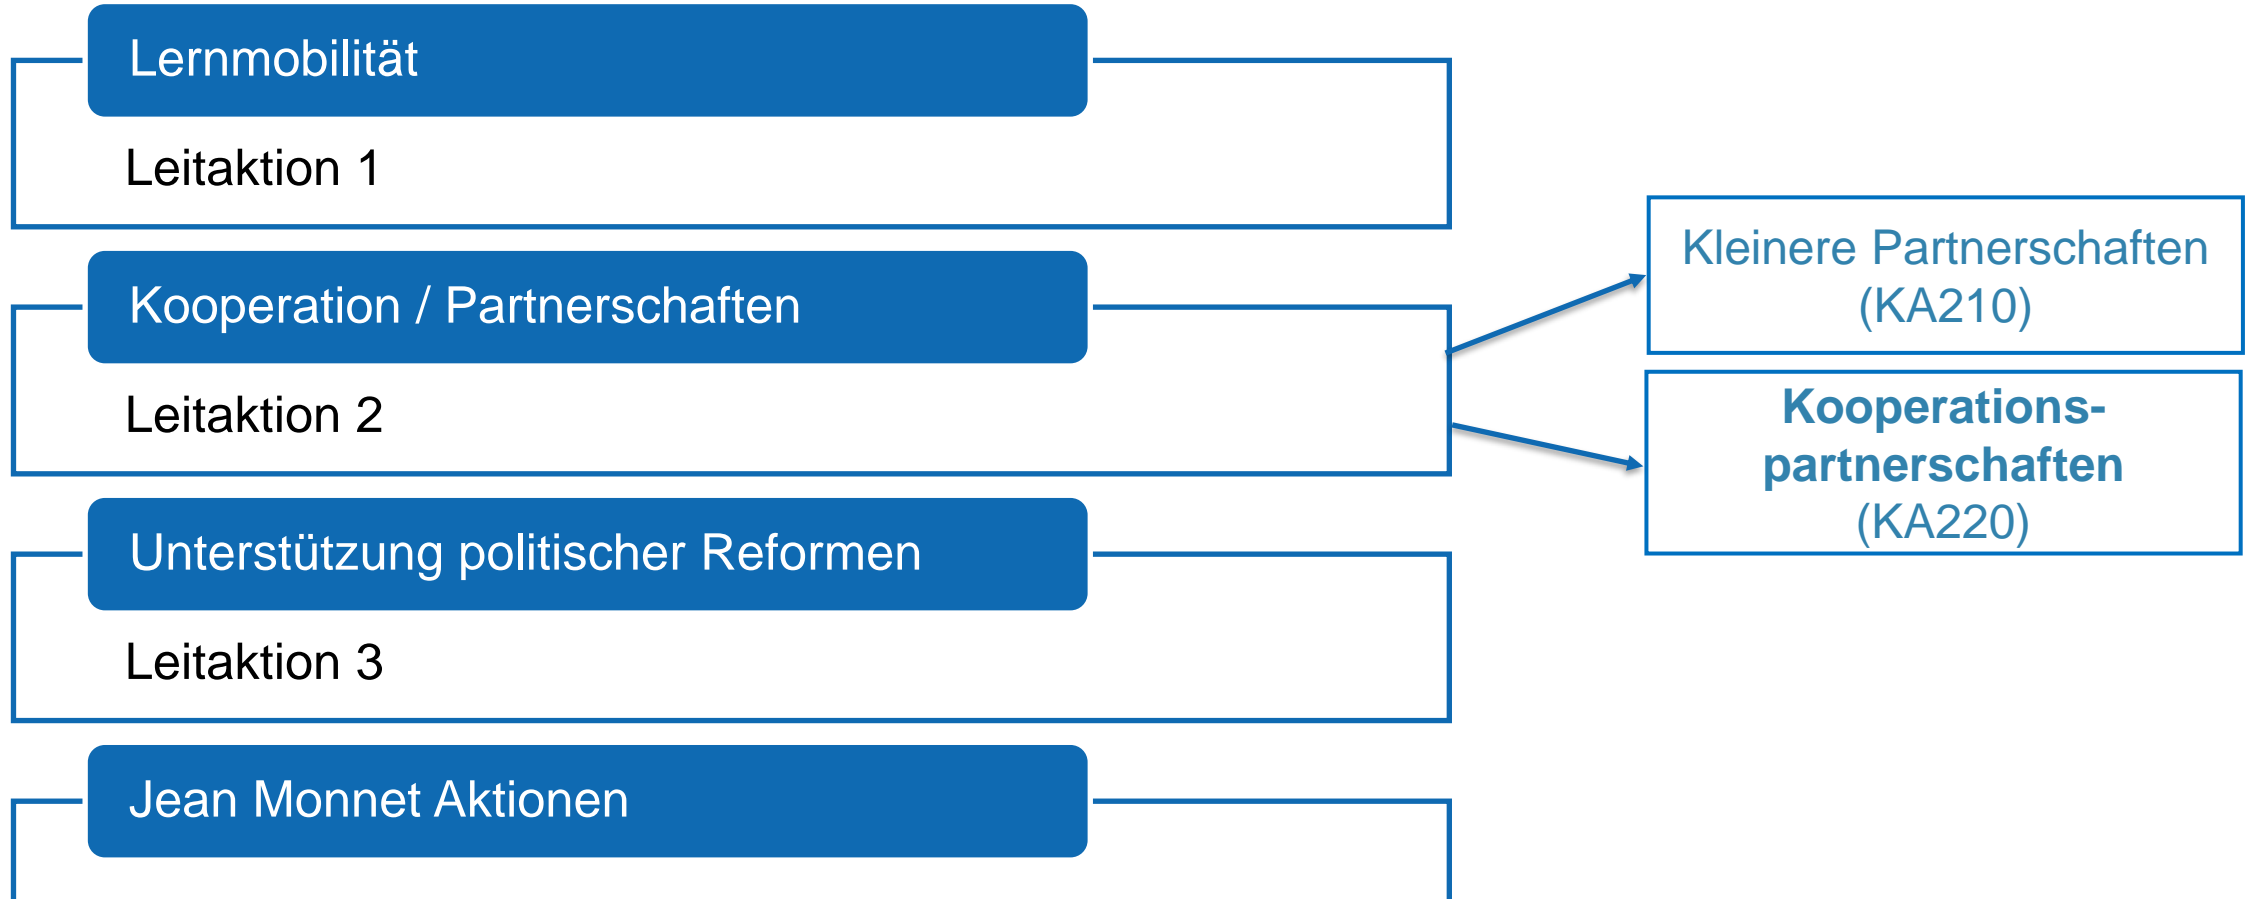 Lernmobilität
Leitaktion 1
Kooperation / Partnerschaften
Leitaktion 2
Unterstützung politischer Reformen
Leitaktion 3
Jean Monnet Aktionen
Kleinere Partnerschaften
(KA210)
Kooperations-
partnerschaften
(KA220)